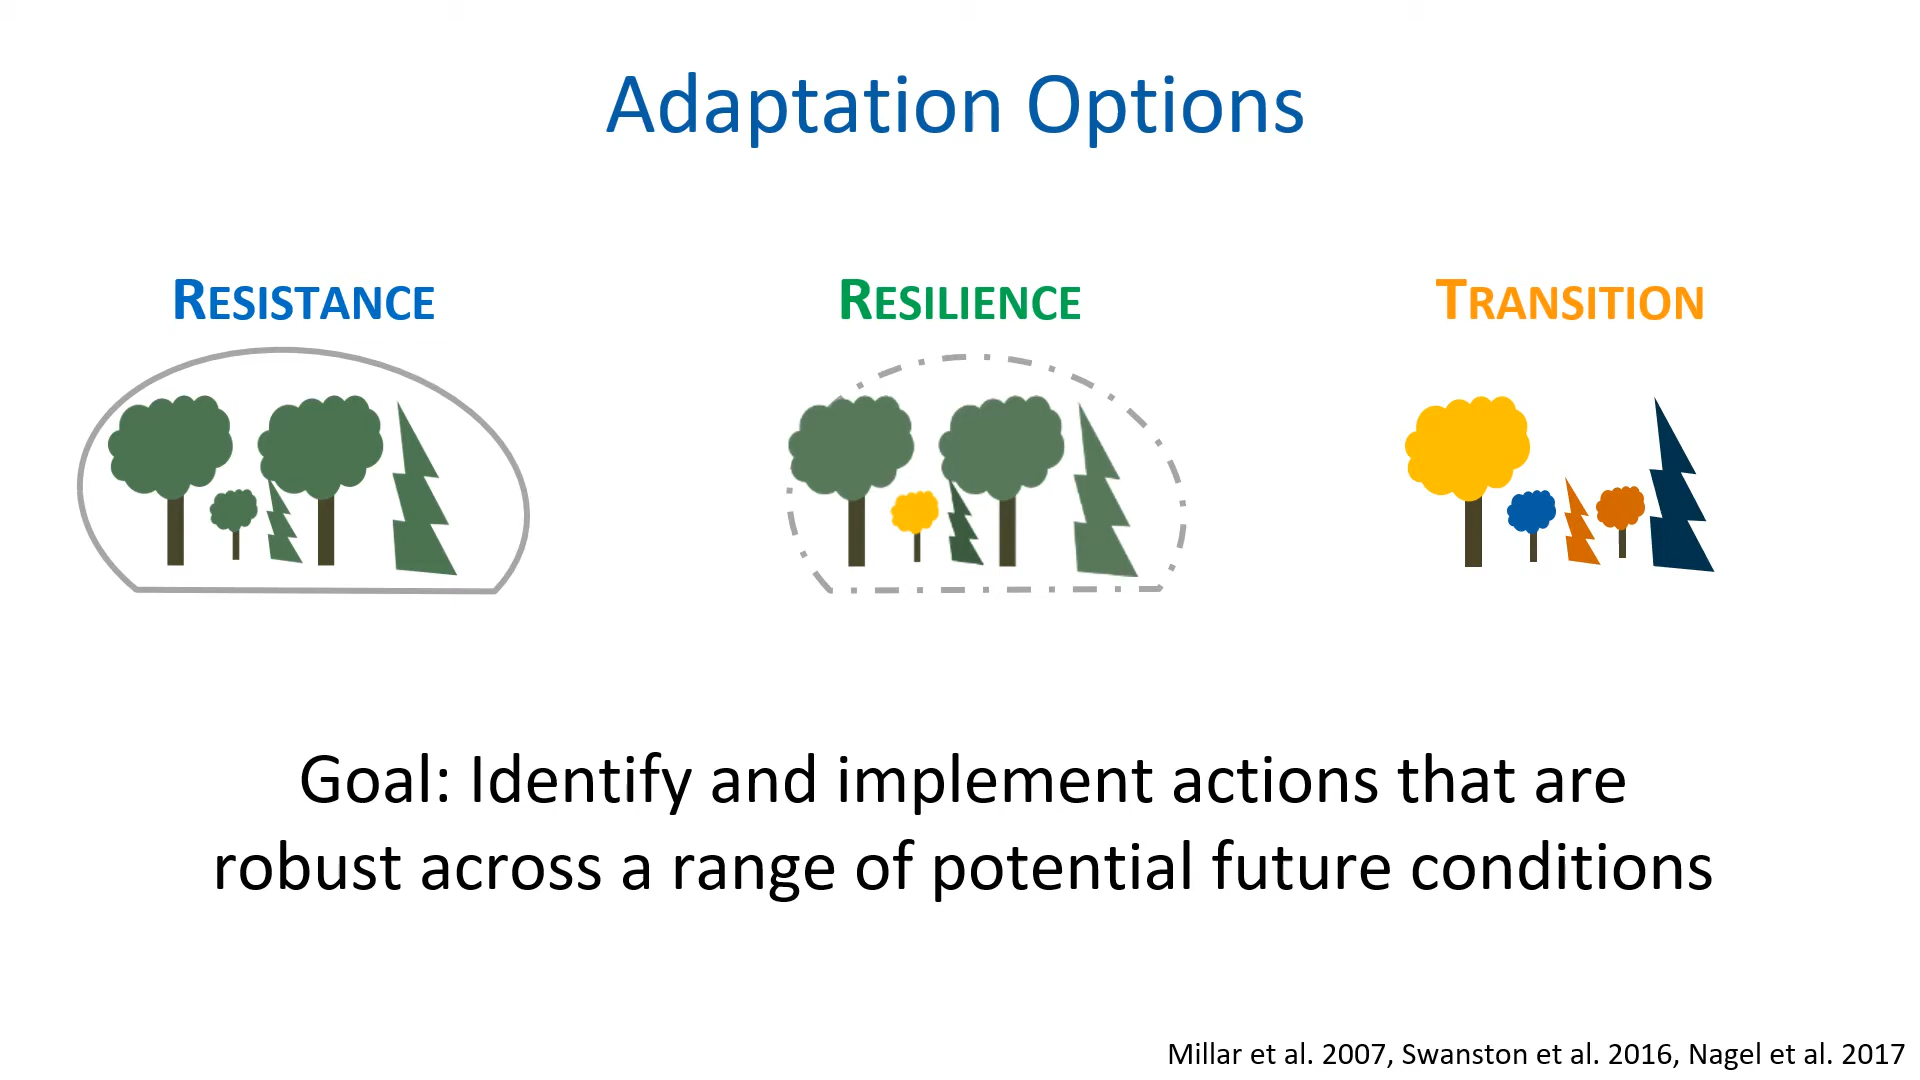 Adaptation Options
RESISTANCE
RESILIENCE
TRANSITION
Goal: Identify and implement actions that are
robust across a range of potential future conditions
Millar et al. 2007, Swanston et al. 2016, Nagel et al. 2017